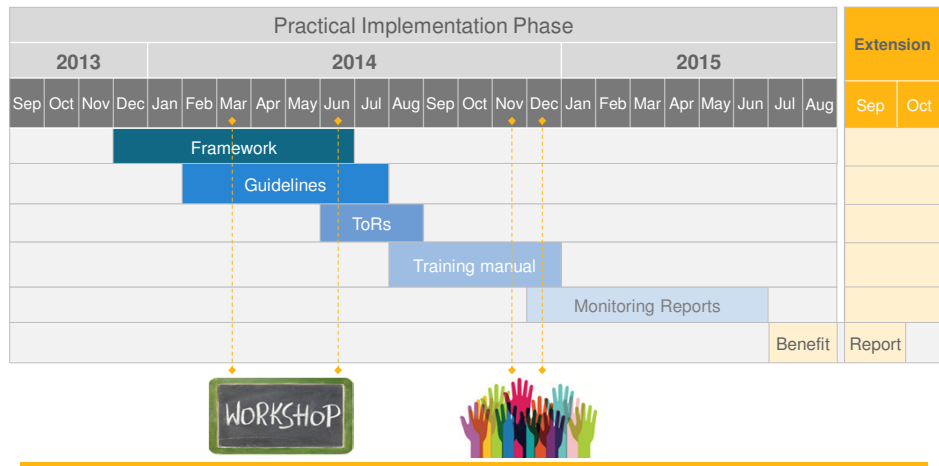 Practical Implementation Phase
Extension
2013 2014 2015
Sep Oct Nov Dec Jan Feb Mar Apr May Jun Jul Aug Sep Oct Nov Dec Jan Feb Mar Apr May Jun Jul Aug Sep Oct
Framework
Guidelines
ToRs
Training manual
Monitoring Reports
Benefit Report
WORKSHOP